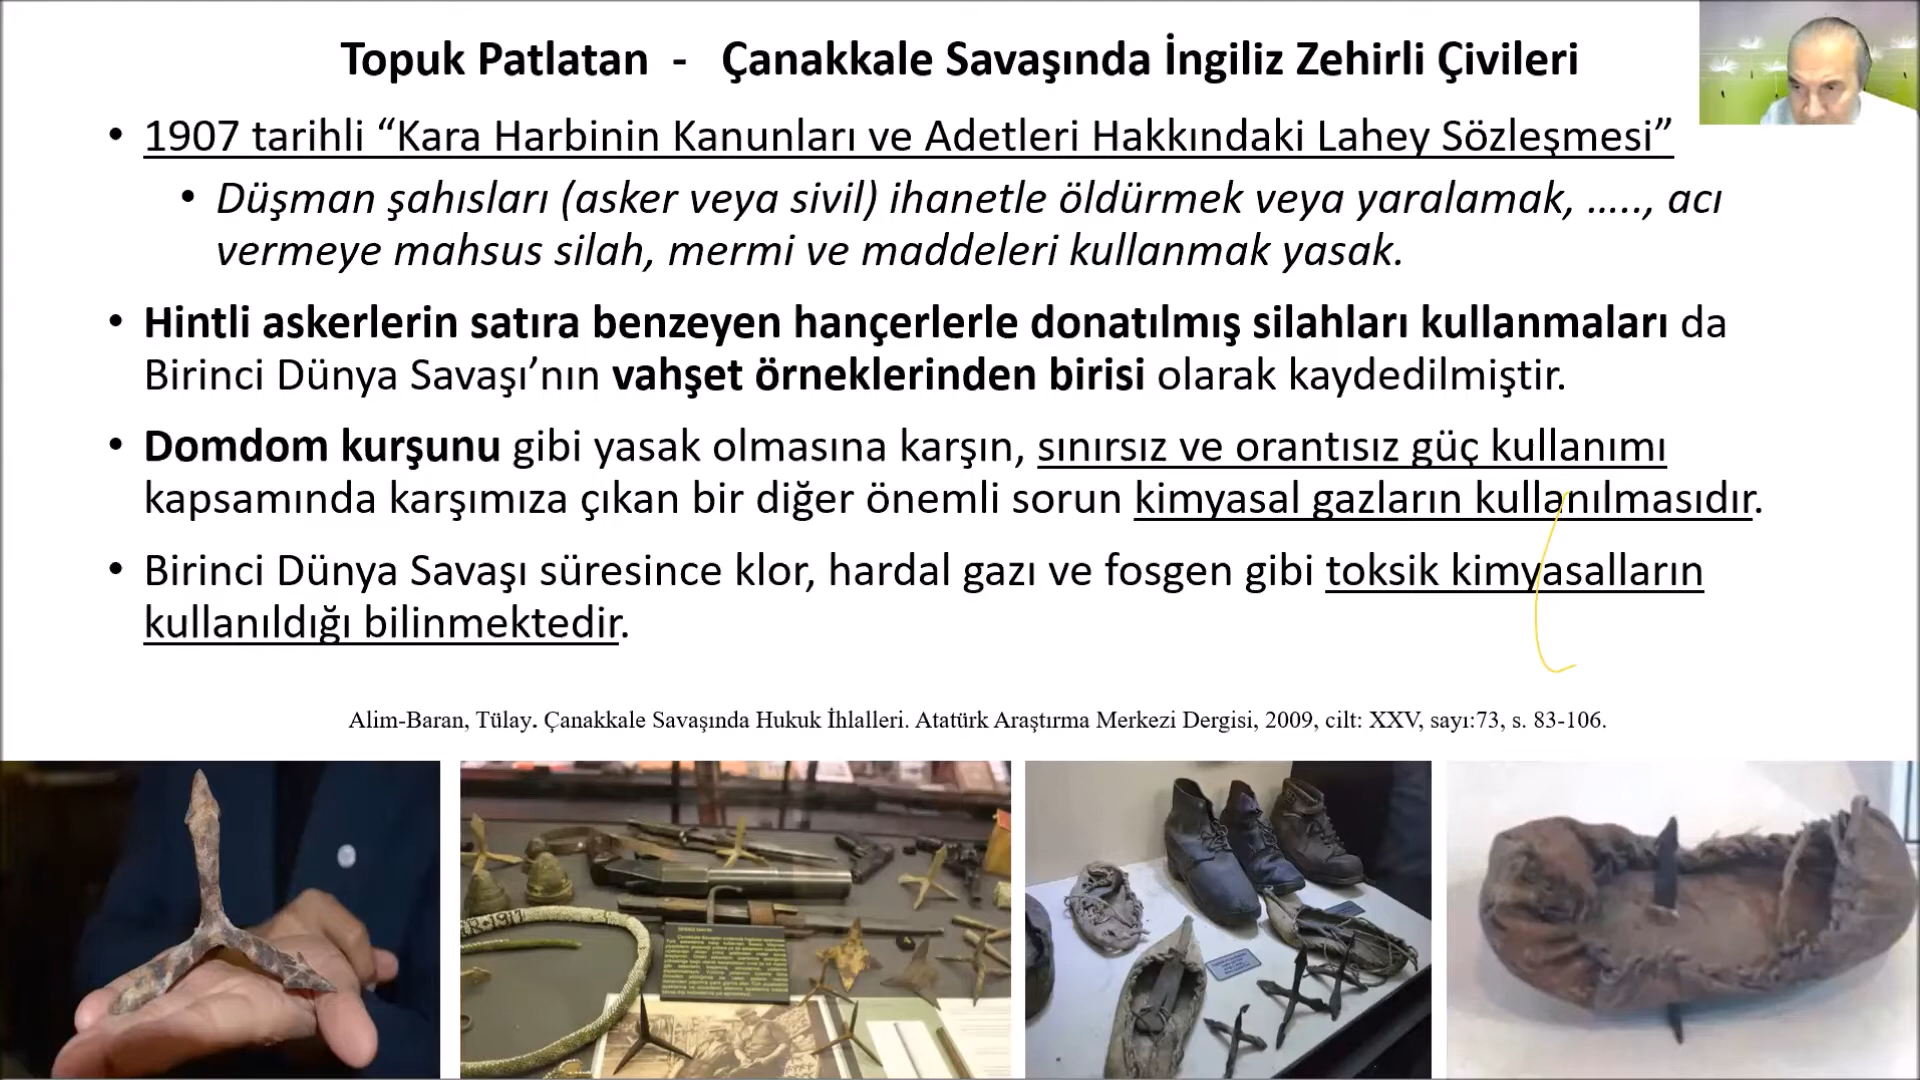 Topuk Patlatan - Çanakkale Savaşında İngiliz Zehirli Çivileri
• 1907 tarihli “Kara Harbinin Kanunları ve Adetleri Hakkındaki Lahey Sözleşmesi”
• Düşman şahısları (asker veya sivil) ihanetle öldürmek veya yaralamak, ....., acı
vermeye mahsus silah, mermi ve maddeleri kullanmak yasak.
• Hintli askerlerin satıra benzeyen hançerlerle donatılmış silahları kullanmaları da
Birinci Dünya Savaşı’nın vahşet örneklerinden birisi olarak kaydedilmiştir.
• Domdom kurşunu gibi yasak olmasına karşın, sınırsız ve orantısız güç kullanımı
kapsamında karşımıza çıkan bir diğer önemli sorun kimyasal gazların kullanılmasıdır.
• Birinci Dünya Savaşı süresince klor, hardal gazı ve fosgen gibi toksik kimyasalların
kullanıldığı bilinmektedir.
Alim-Baran, Tülay. Çanakkale Savaşında Hukuk İhlalleri. Atatürk Araştırma Merkezi Dergisi, 2009, cilt: XXV, sayı:73, s. 83-106.